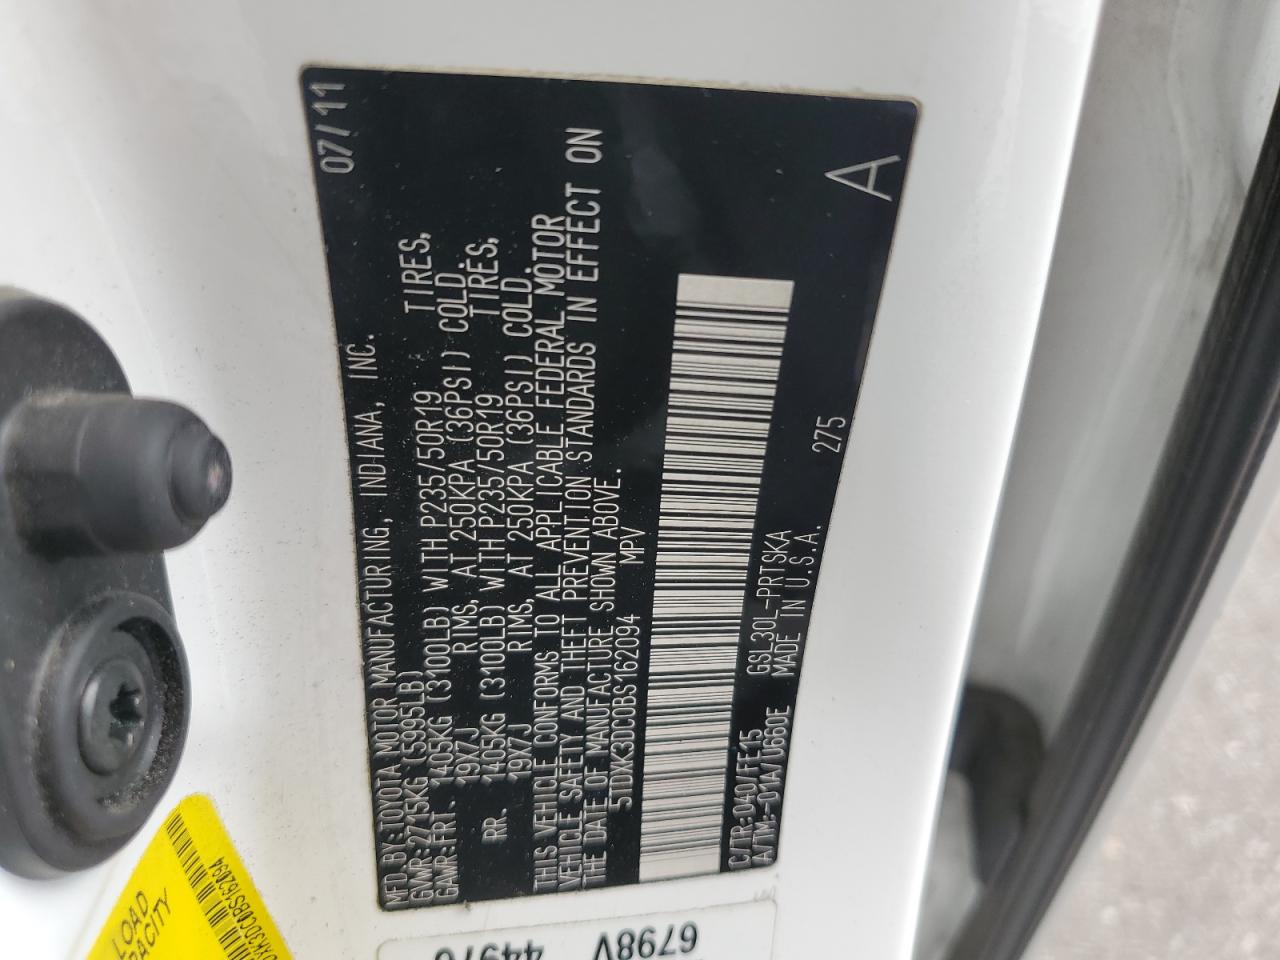 07/11
MFD BY:TOYOTA MOTOR MANUFACTURING, INDIANA, INC.
GVWR:2715KG (5995LB)
GAWR:FRT. 1405KG (3100LB) WITH P235/50R19 TIRES,
19X7J RIMS, AT 250KPA (36PSI) COLD.
RR. 1405KG (3100LB) WITH P235/50R19 TIRES,
19X7J RIMS, AT 250KPA (36PSI) COLD.
THIS VEHICLE CONFORMS TO ALL APPLICABLE FEDERAL MOTOR
VEHICLE SAFETY AND THEFT PREVENTION STANDARDS IN EFFECT ON
THE DATE OF MANUFACTURE SHOWN ABOVE.
5TDXK3DC0BS162094 MPV
C/TR:040/FE15 GSL30L-PRTSKA 275
A/TM:-01A/U660E MADE IN U.S.A.
A
LOAD
6798V